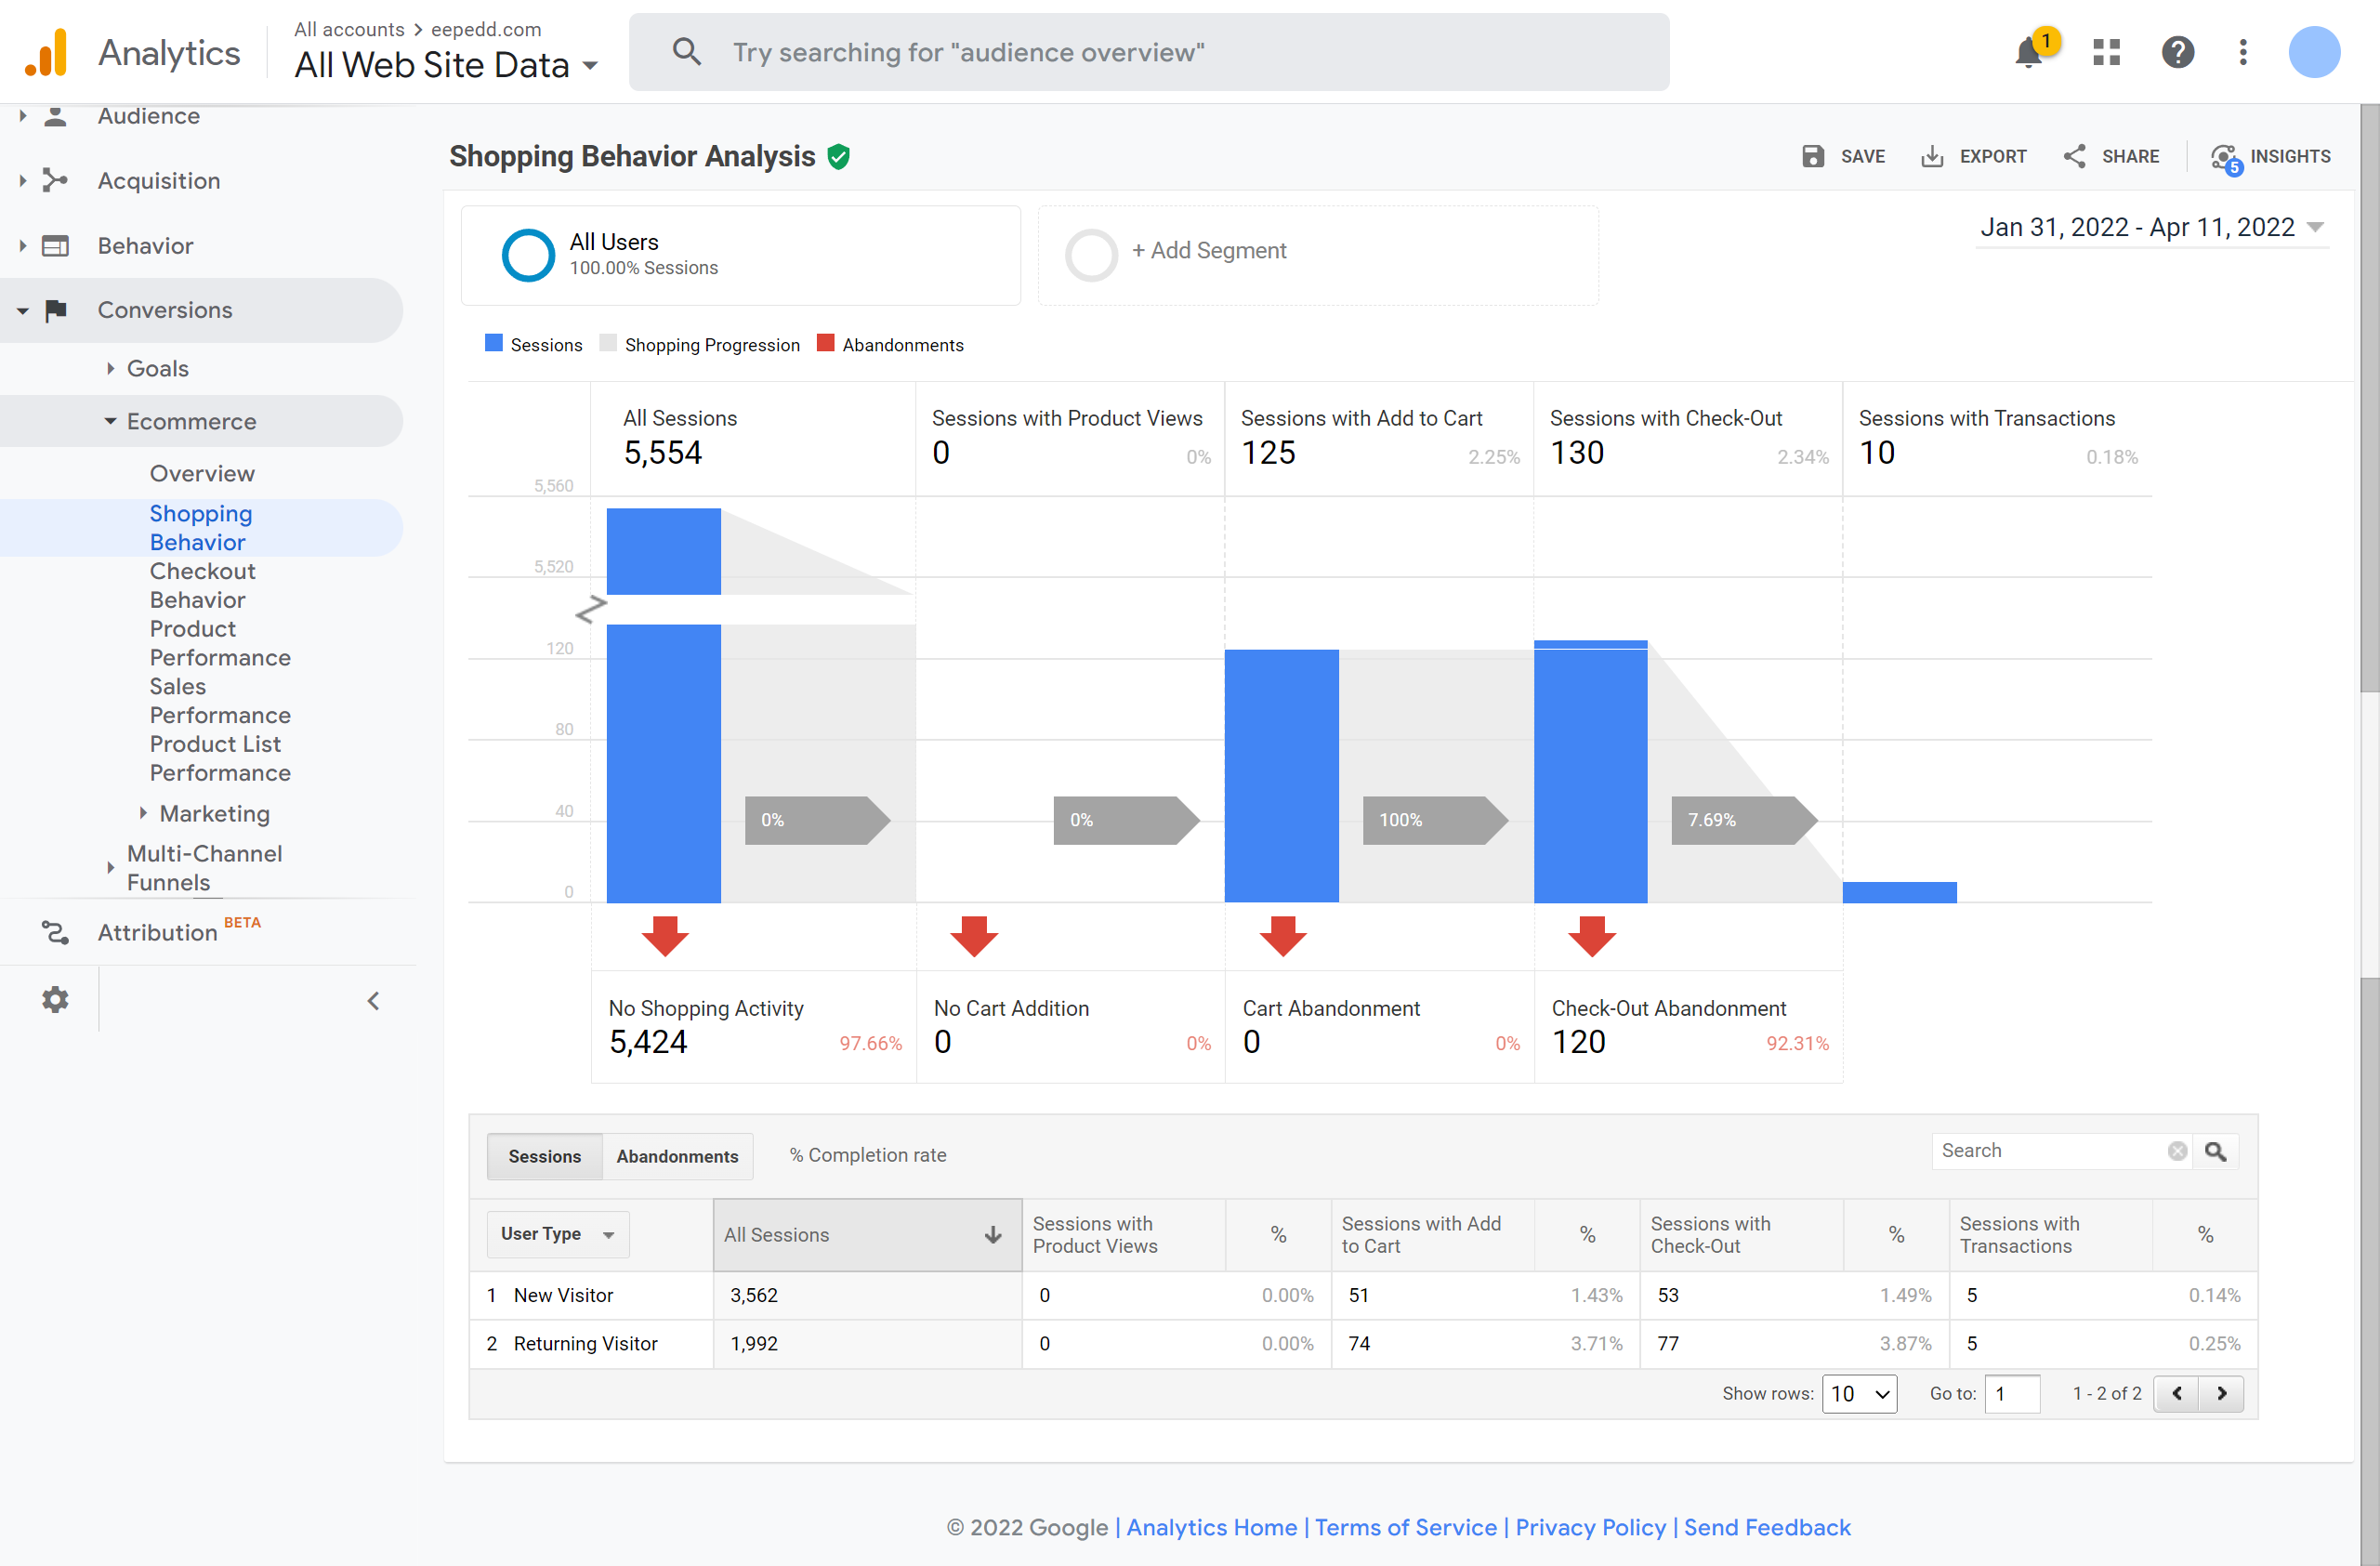 Analytics
All accounts > eepedd.com
All Web Site Data
Try searching for "audience overview"
1
Audience
Acquisition
Behavior
Conversions
Goals
Ecommerce
Overview
Shopping
Behavior
Checkout
Behavior
Product
Performance
Sales
Performance
Product List
Performance
Marketing
Multi-Channel
Funnels
Attribution BETA
Shopping Behavior Analysis
SAVE
EXPORT
SHARE
5
INSIGHTS
All Users
100.00% Sessions
+ Add Segment
Jan 31, 2022 - Apr 11, 2022
Sessions Shopping Progression Abandonments
All Sessions
5,554
Sessions with Product Views
0 0%
Sessions with Add to Cart
125 2.25%
Sessions with Check-Out
130 2.34%
Sessions with Transactions
10 0.18%
5,560
5,520
120
80
40
0
0%
0%
100%
7.69%
No Shopping Activity
5,424 97.66%
No Cart Addition
0 0%
Cart Abandonment
0 0%
Check-Out Abandonment
120 92.31%
Sessions Abandonments % Completion rate
Search
User Type
All Sessions
Sessions with
Product Views
%
Sessions with Add
to Cart
%
Sessions with
Check-Out
%
Sessions with
Transactions
%
1 New Visitor 3,562 0 0.00% 51 1.43% 53 1.49% 5 0.14%
2 Returning Visitor 1,992 0 0.00% 74 3.71% 77 3.87% 5 0.25%
Show rows: 10 Go to: 1 1 - 2 of 2
© 2022 Google | Analytics Home | Terms of Service | Privacy Policy | Send Feedback